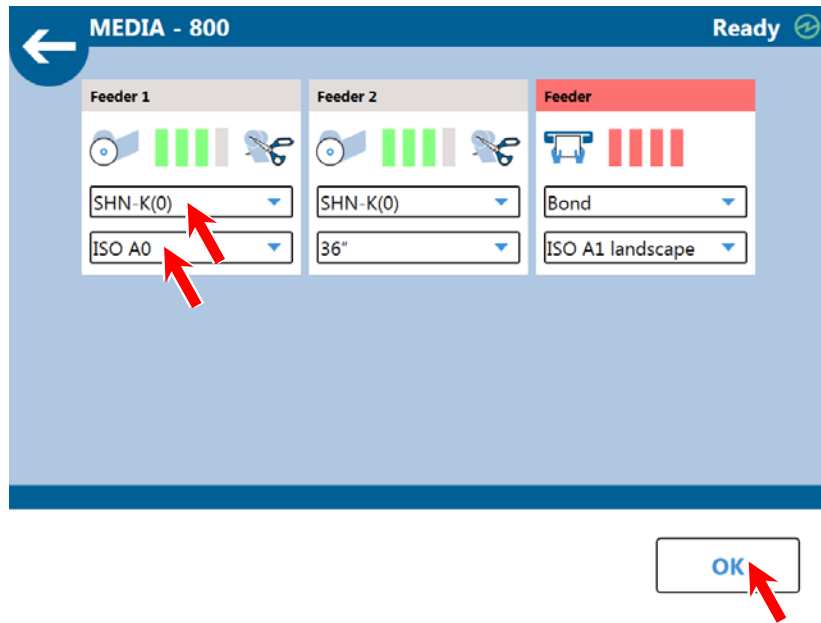 MEDIA - 800
Ready
Feeder 1
SHN-K(0)
ISO A0
Feeder 2
SHN-K(0)
36"
Feeder
Bond
ISO A1 landscape
OK